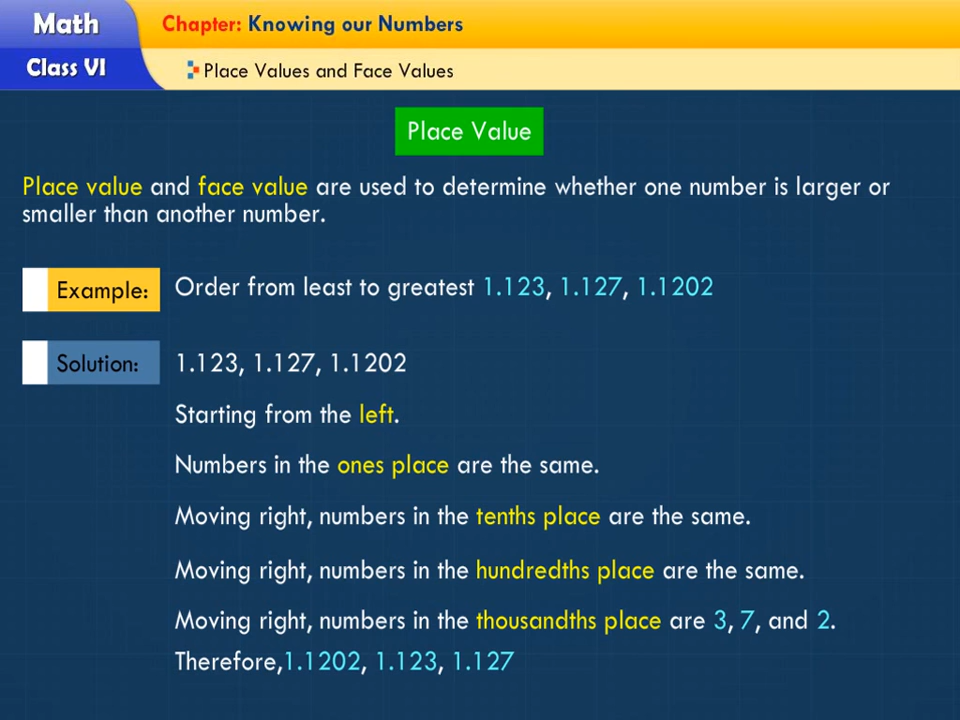 Math
Chapter: Knowing our Numbers
Class VI
Place Values and Face Values
Place Value
Place value and face value are used to determine whether one number is larger or
smaller than another number.
Example: Order from least to greatest 1.123, 1.127, 1.1202
Solution: 1.123, 1.127, 1.1202
Starting from the left.
Numbers in the ones place are the same.
Moving right, numbers in the tenths place are the same.
Moving right, numbers in the hundredths place are the same.
Moving right, numbers in the thousandths place are 3, 7, and 2.
Therefore,1.1202, 1.123, 1.127